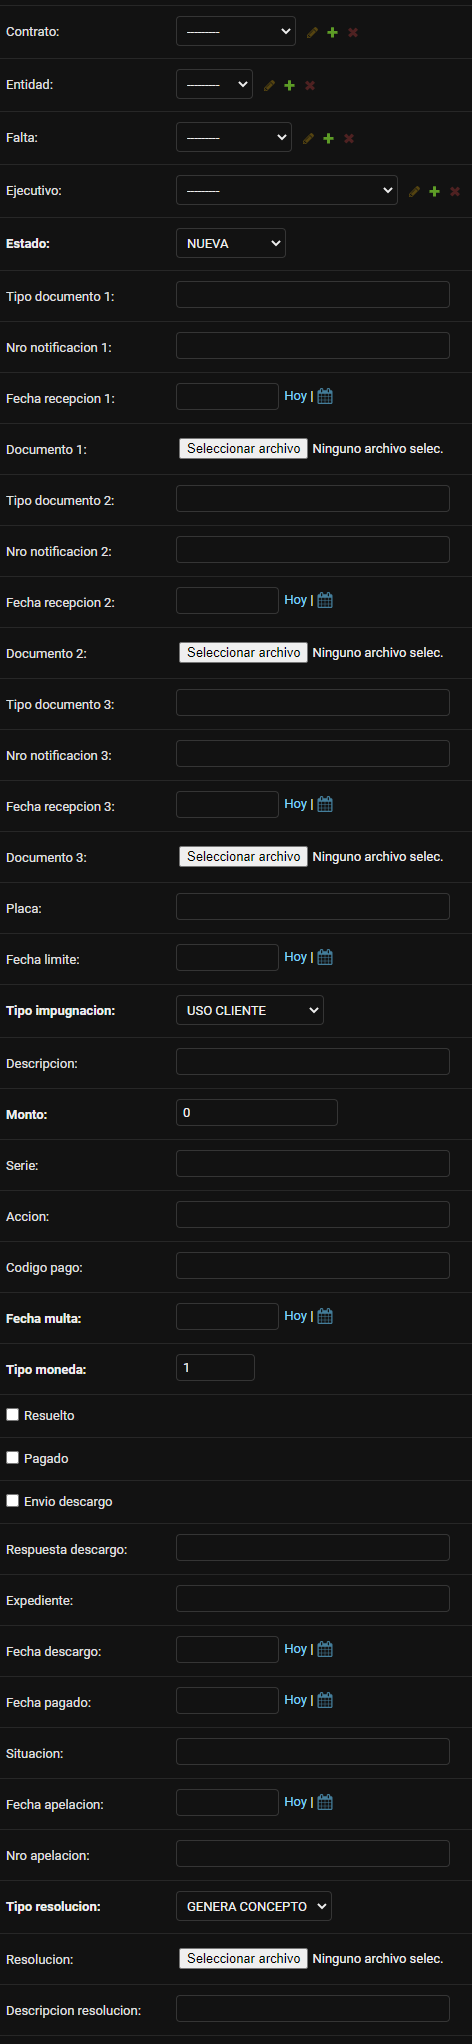 Contrato: ---------
Entidad: ---------
Falta: ---------
Ejecutivo: ---------
Estado: NUEVA
Tipo documento 1:
Nro notificacion 1:
Fecha recepcion 1: Hoy |
Documento 1: Seleccionar archivo Ninguno archivo selec.
Tipo documento 2:
Nro notificacion 2:
Fecha recepcion 2: Hoy |
Documento 2: Seleccionar archivo Ninguno archivo selec.
Tipo documento 3:
Nro notificacion 3:
Fecha recepcion 3: Hoy |
Documento 3: Seleccionar archivo Ninguno archivo selec.
Placa:
Fecha limite: Hoy |
Tipo impugnacion: USO CLIENTE
Descripcion:
Monto: 0
Serie:
Accion:
Codigo pago:
Fecha multa: Hoy |
Tipo moneda: 1
Resuelto
Pagado
Envio descargo
Respuesta descargo:
Expediente:
Fecha descargo: Hoy |
Fecha pagado: Hoy |
Situacion:
Fecha apelacion: Hoy |
Nro apelacion:
Tipo resolucion: GENERA CONCEPTO
Resolucion: Seleccionar archivo Ninguno archivo selec.
Descripcion resolucion: